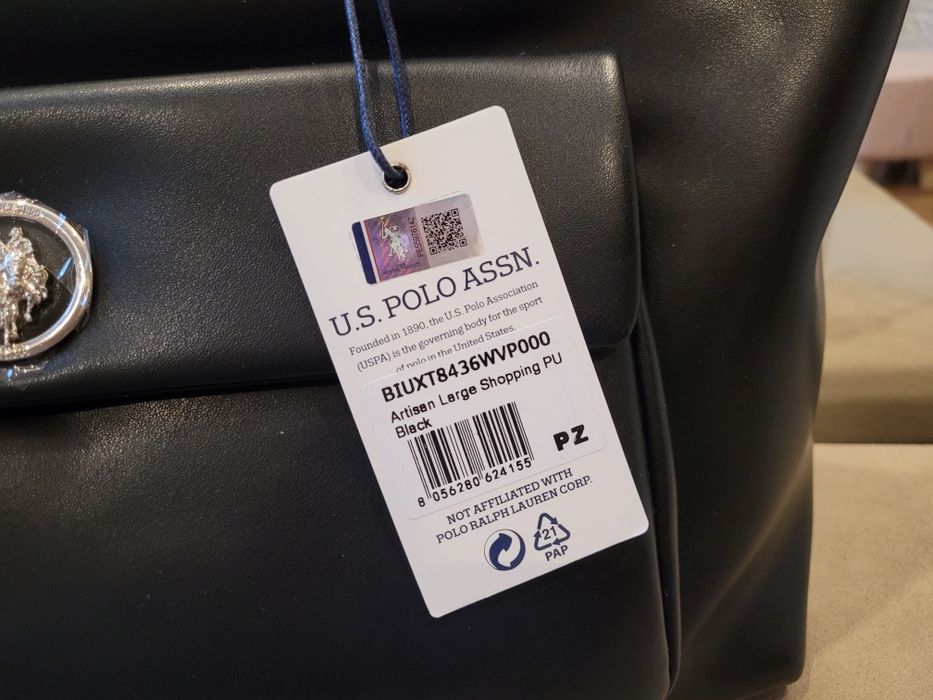 U.S. POLO ASSN.
Founded in 1890, the U.S. Polo Association
(USPA) is the governing body for the sport
of polo in the United States.
BIUXT8436WVP000
Artisan Large Shopping PU
Black
PZ
8 056280 624155
NOT AFFILIATED WITH
POLO RALPH LAUREN CORP.
21
PAP